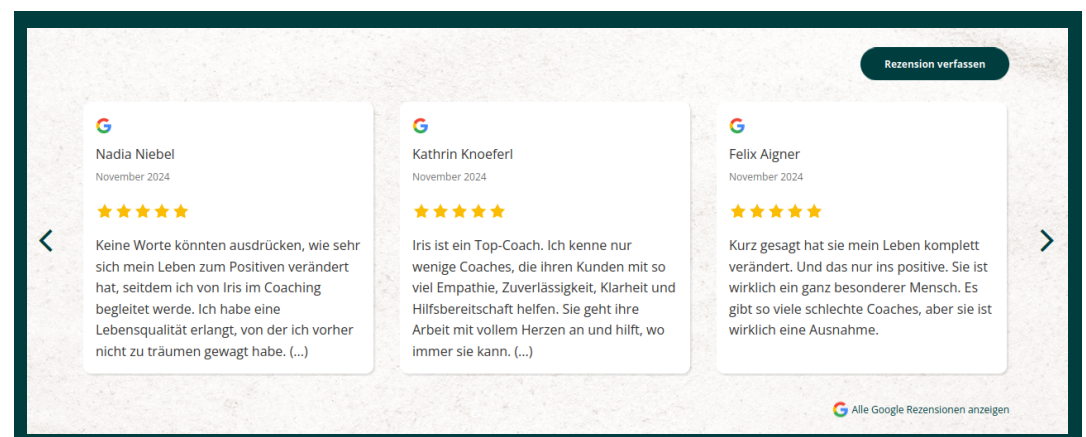 Rezension verfassen
Nadia Niebel
November 2024
Keine Worte könnten ausdrücken, wie sehr
sich mein Leben zum Positiven verändert
hat, seitdem ich von Iris im Coaching
begleitet werde. Ich habe eine
Lebensqualität erlangt, von der ich vorher
nicht zu träumen gewagt habe. (...)
Kathrin Knoeferl
November 2024
Iris ist ein Top-Coach. Ich kenne nur
wenige Coaches, die ihren Kunden mit so
viel Empathie, Zuverlässigkeit, Klarheit und
Hilfsbereitschaft helfen. Sie geht ihre
Arbeit mit vollem Herzen an und hilft, wo
immer sie kann. (...)
Felix Aigner
November 2024
Kurz gesagt hat sie mein Leben komplett
verändert. Und das nur ins positive. Sie ist
wirklich ein ganz besonderer Mensch. Es
gibt so viele schlechte Coaches, aber sie ist
wirklich eine Ausnahme.
Alle Google Rezensionen anzeigen